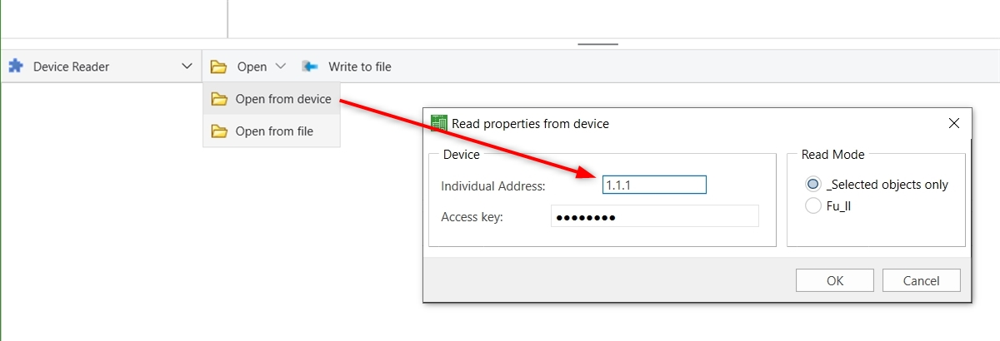 Device Reader
Open
Write to file
Open from device
Open from file
Read properties from device
Device
Individual Address:
1.1.1
Access key:
●●●●●●●●
Read Mode
_Selected objects only
Fu_ll
OK
Cancel